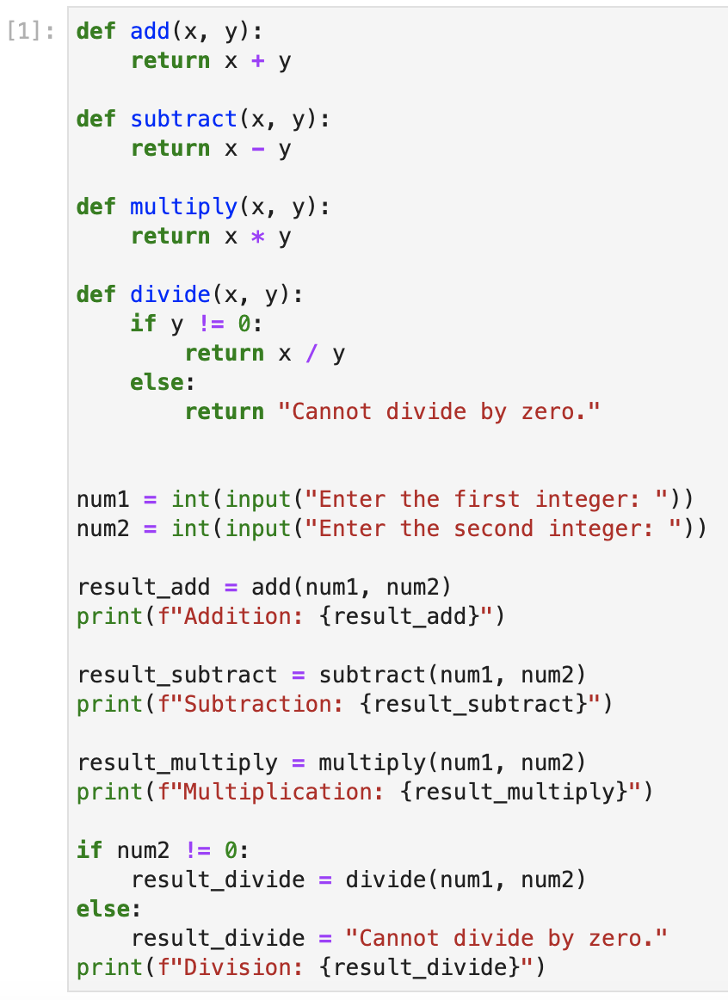 [1]:
def add(x, y):
    return x + y

def subtract(x, y):
    return x - y

def multiply(x, y):
    return x * y

def divide(x, y):
    if y != 0:
        return x / y
    else:
        return "Cannot divide by zero."


num1 = int(input("Enter the first integer: "))
num2 = int(input("Enter the second integer: "))

result_add = add(num1, num2)
print(f"Addition: {result_add}")

result_subtract = subtract(num1, num2)
print(f"Subtraction: {result_subtract}")

result_multiply = multiply(num1, num2)
print(f"Multiplication: {result_multiply}")

if num2 != 0:
    result_divide = divide(num1, num2)
else:
    result_divide = "Cannot divide by zero."
print(f"Division: {result_divide}")